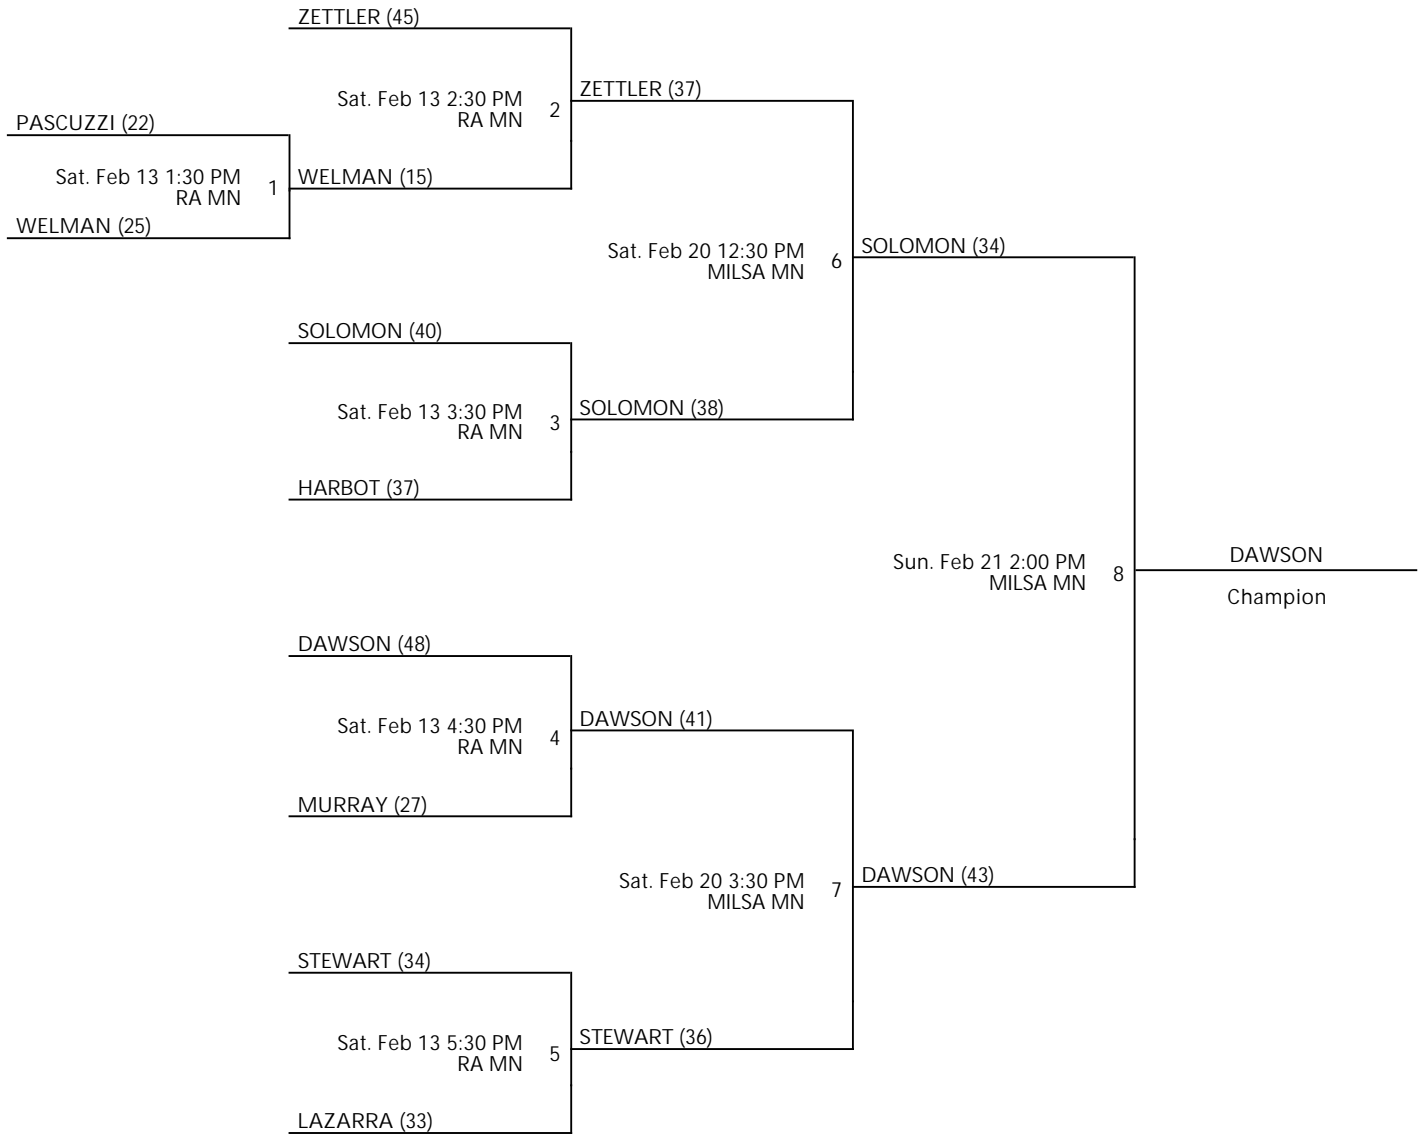 ZETTLER (45)
Sat. Feb 13 2:30 PM
RA MN
2
ZETTLER (37)
PASCUZZI (22)
Sat. Feb 13 1:30 PM
RA MN
1
WELMAN (15)
WELMAN (25)
Sat. Feb 20 12:30 PM
MILSA MN
6
SOLOMON (34)
SOLOMON (40)
Sat. Feb 13 3:30 PM
RA MN
3
SOLOMON (38)
HARBOT (37)
Sun. Feb 21 2:00 PM
MILSA MN
8
DAWSON
Champion
DAWSON (48)
Sat. Feb 13 4:30 PM
RA MN
4
DAWSON (41)
MURRAY (27)
Sat. Feb 20 3:30 PM
MILSA MN
7
DAWSON (43)
STEWART (34)
Sat. Feb 13 5:30 PM
RA MN
5
STEWART (36)
LAZARRA (33)